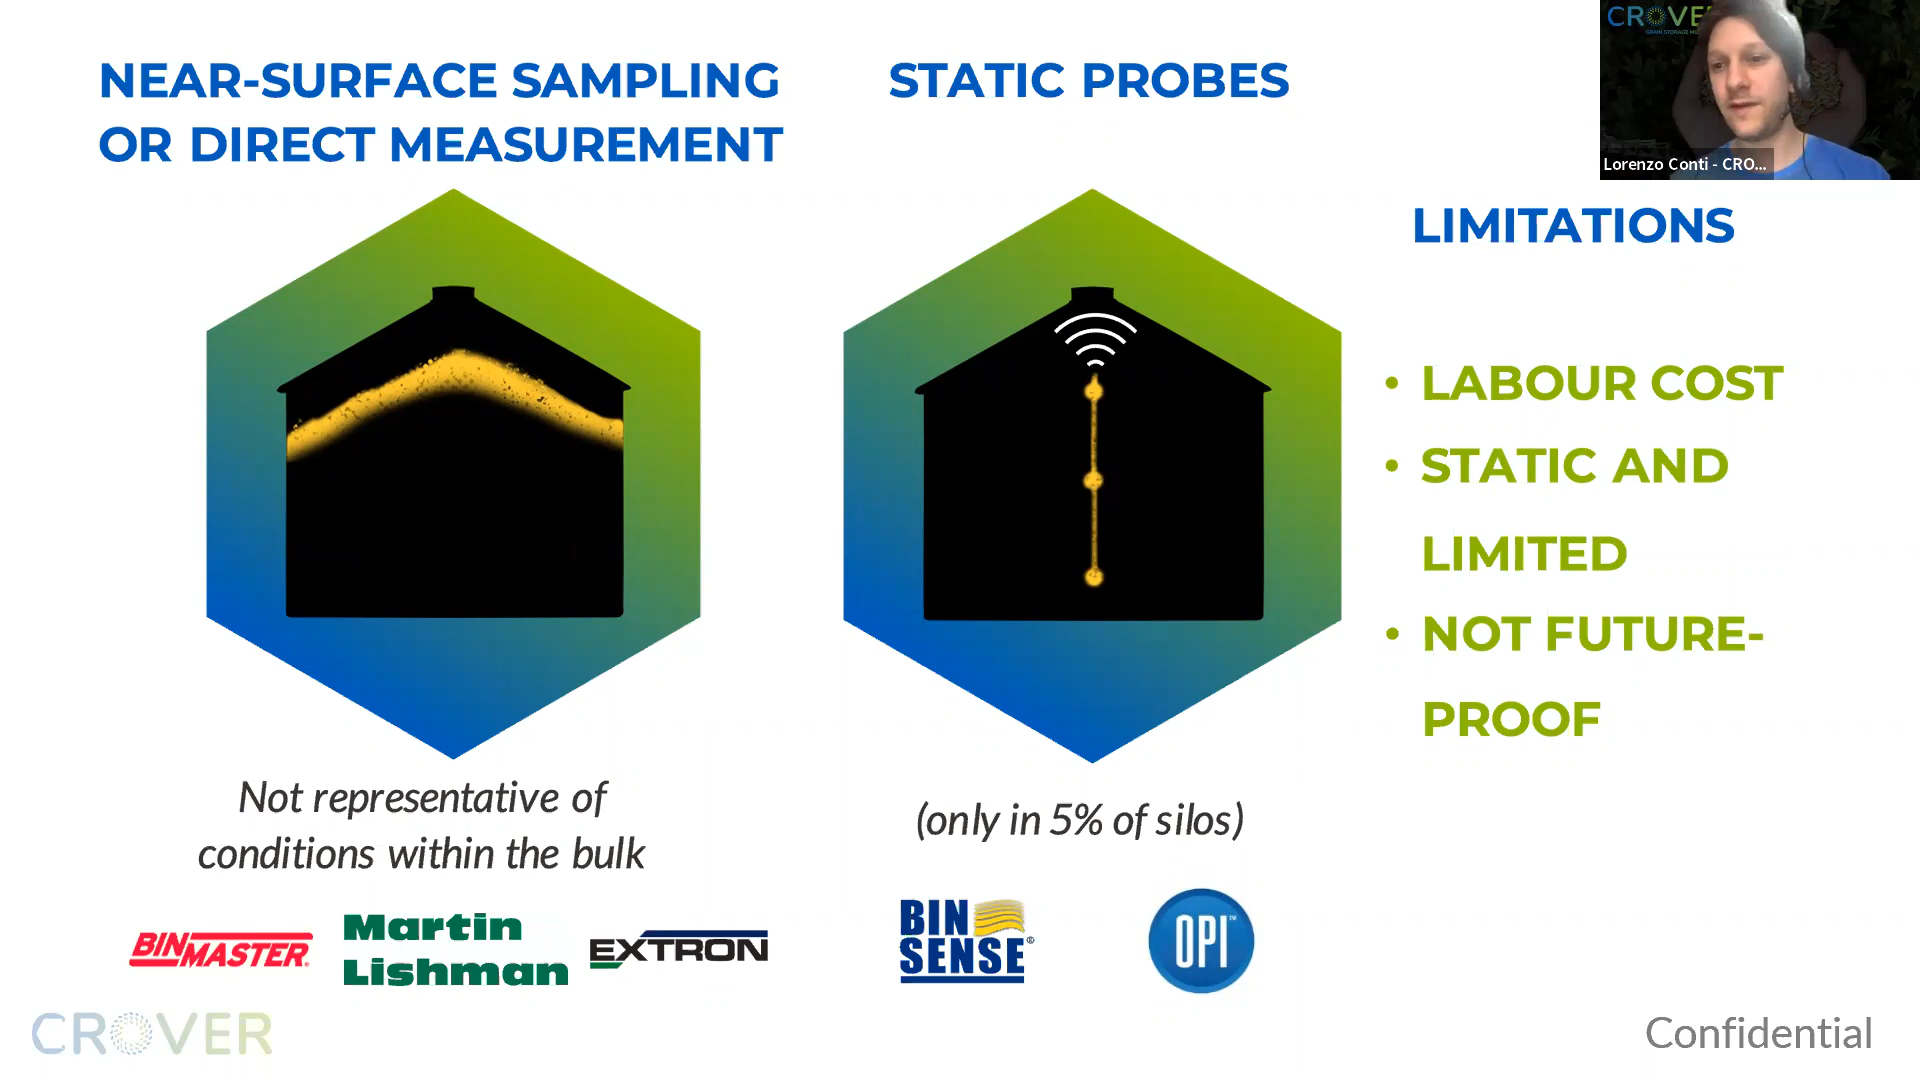 NEAR-SURFACE SAMPLING
OR DIRECT MEASUREMENT
Not representative of
conditions within the bulk
BINMASTER
Martin
Lishman
EXTRON
STATIC PROBES
(only in 5% of silos)
BIN
SENSE®
OPI™
LIMITATIONS
• LABOUR COST
• STATIC AND
LIMITED
• NOT FUTURE-
PROOF
CROVE
Lorenzo Conti - CRO...
CROVER
Confidential